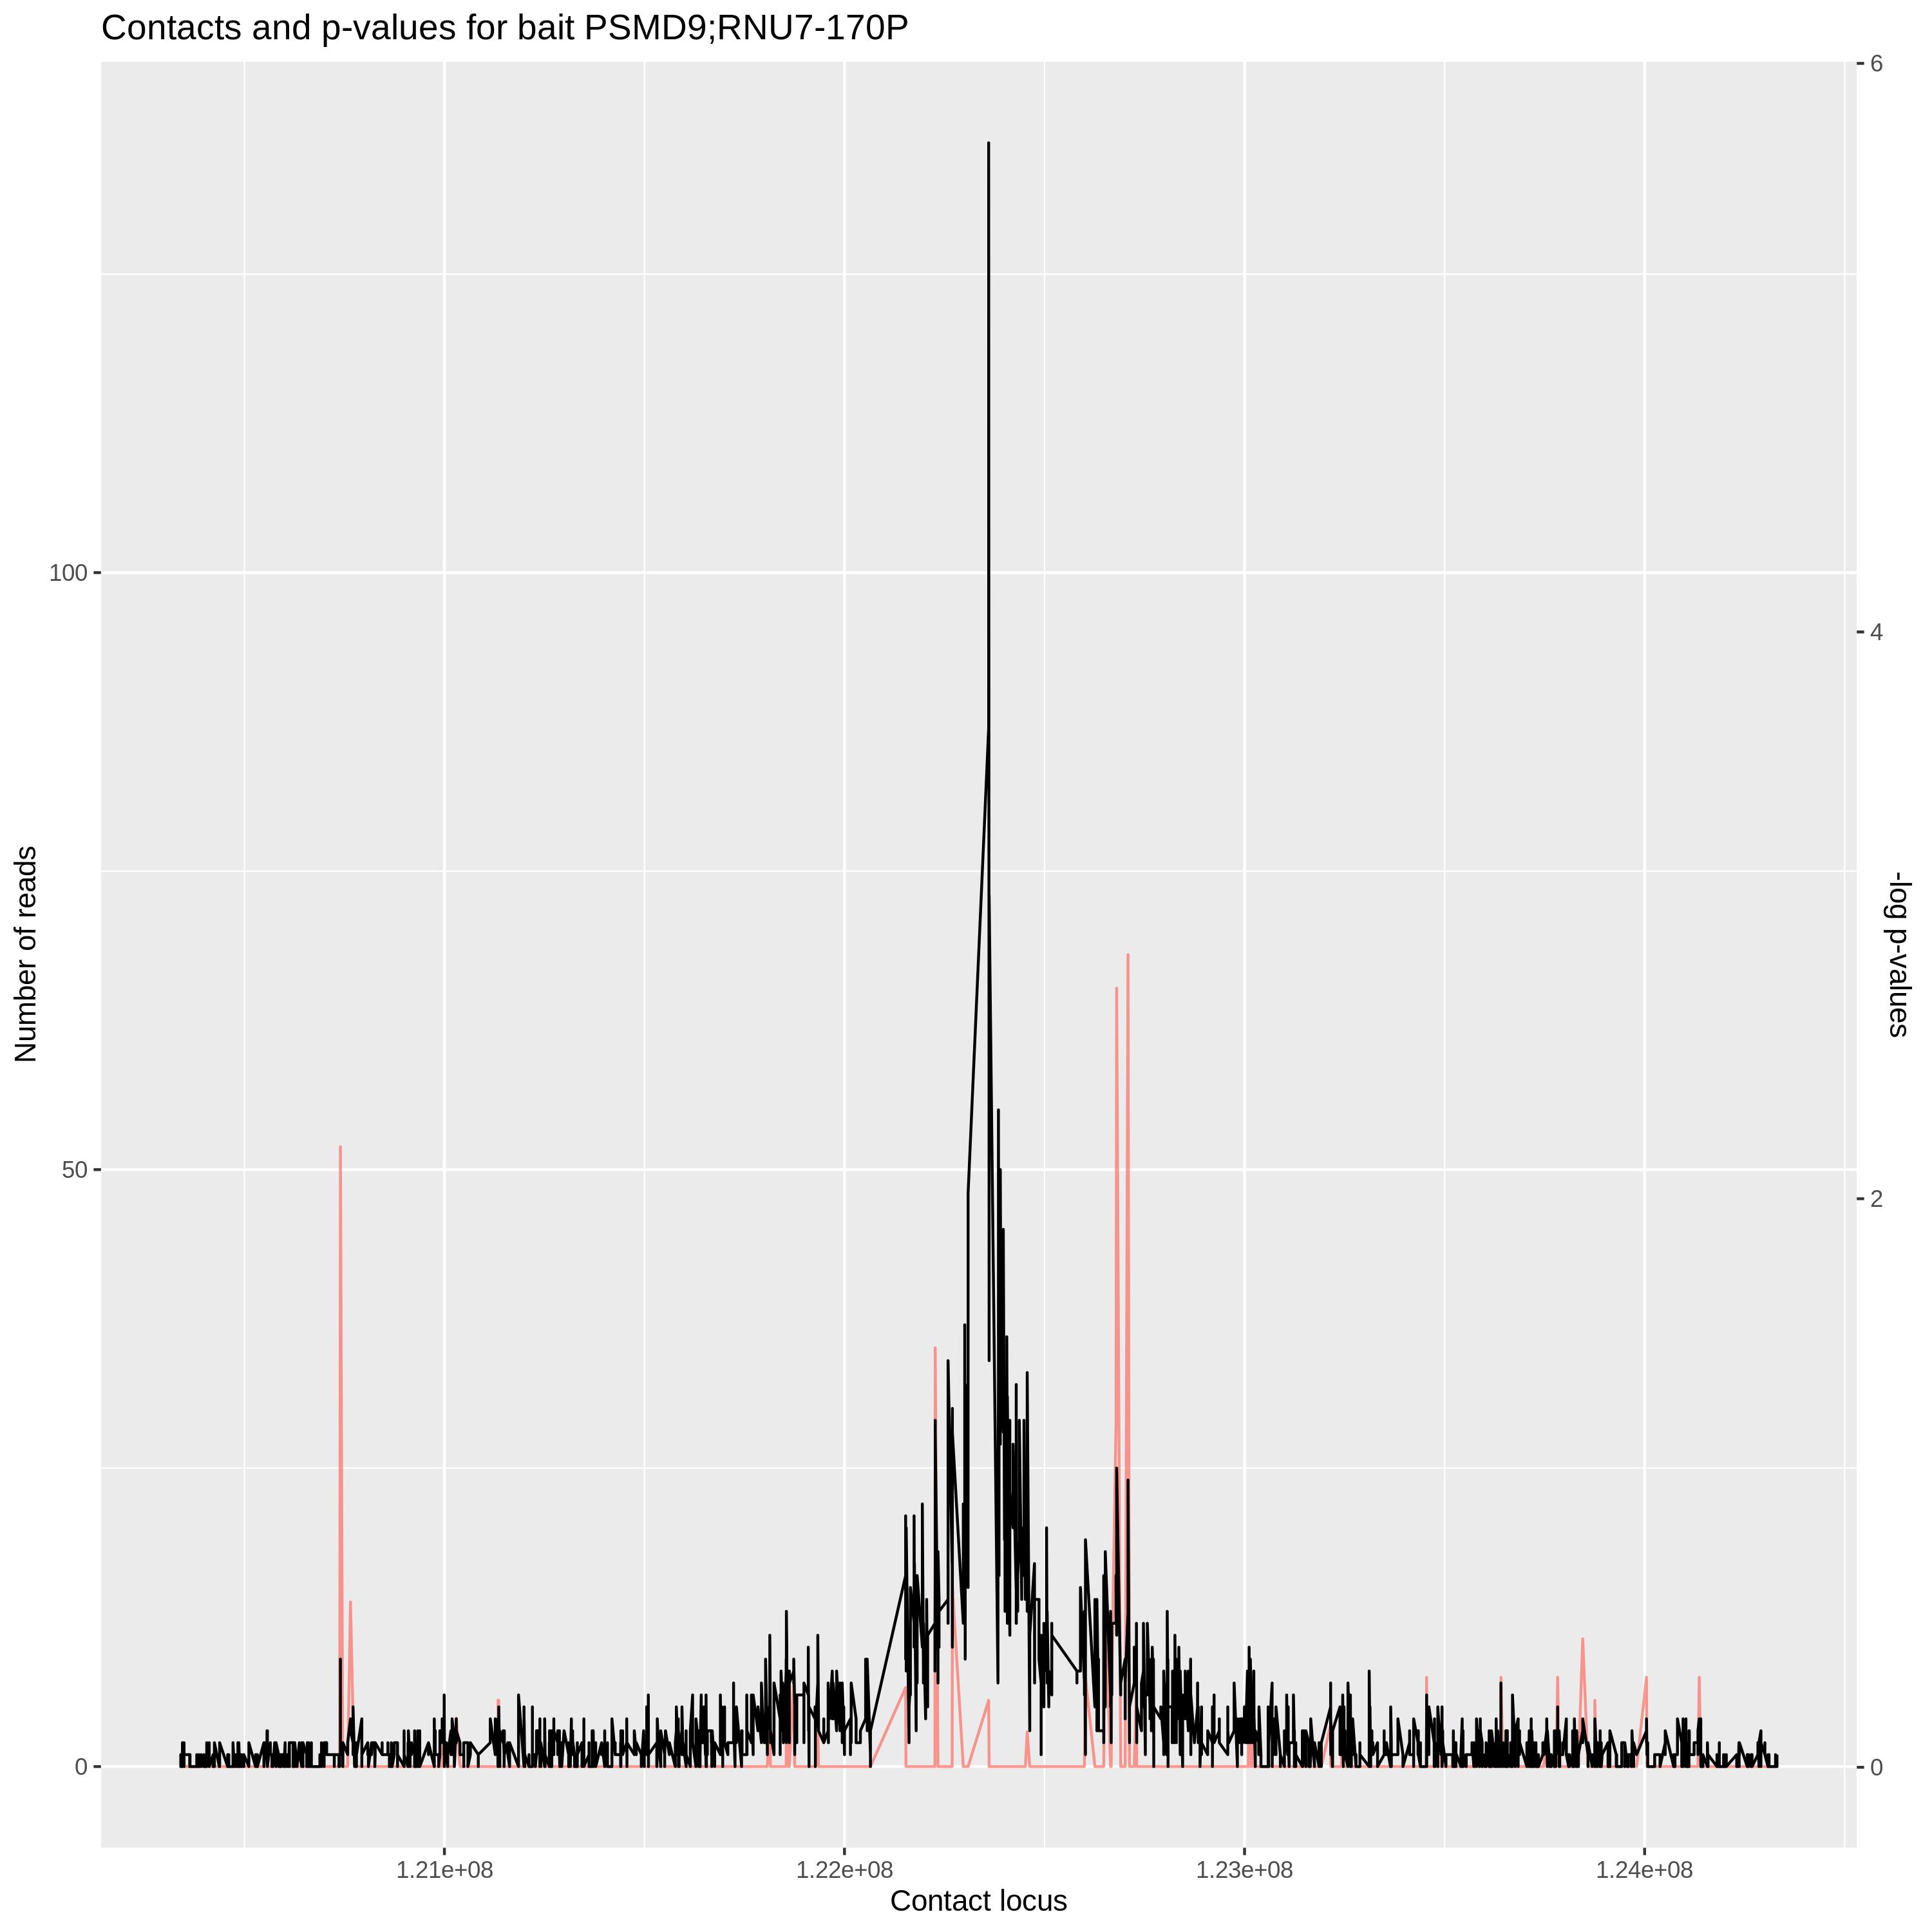 Contacts and p-values for bait PSMD9;RNU7-170P
6
100
4
Number of reads
-log p-values
50
2
0
0
1.21e+08
1.22e+08
1.23e+08
1.24e+08
Contact locus